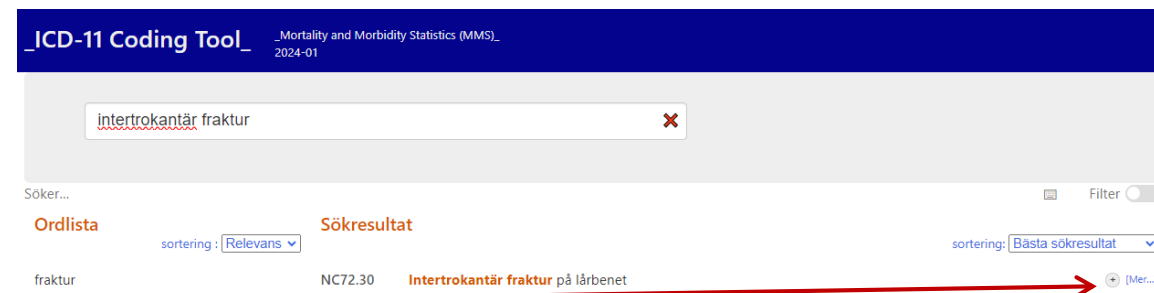 _ICD-11 Coding Tool_
_Mortality and Morbidity Statistics (MMS)_
2024-01
intertrokantär fraktur
Söker...
Filter
Ordlista
Sökresultat
sortering : Relevans
sortering: Bästa sökresultat
fraktur
NC72.30 Intertrokantär fraktur på lårbenet
[Mer...